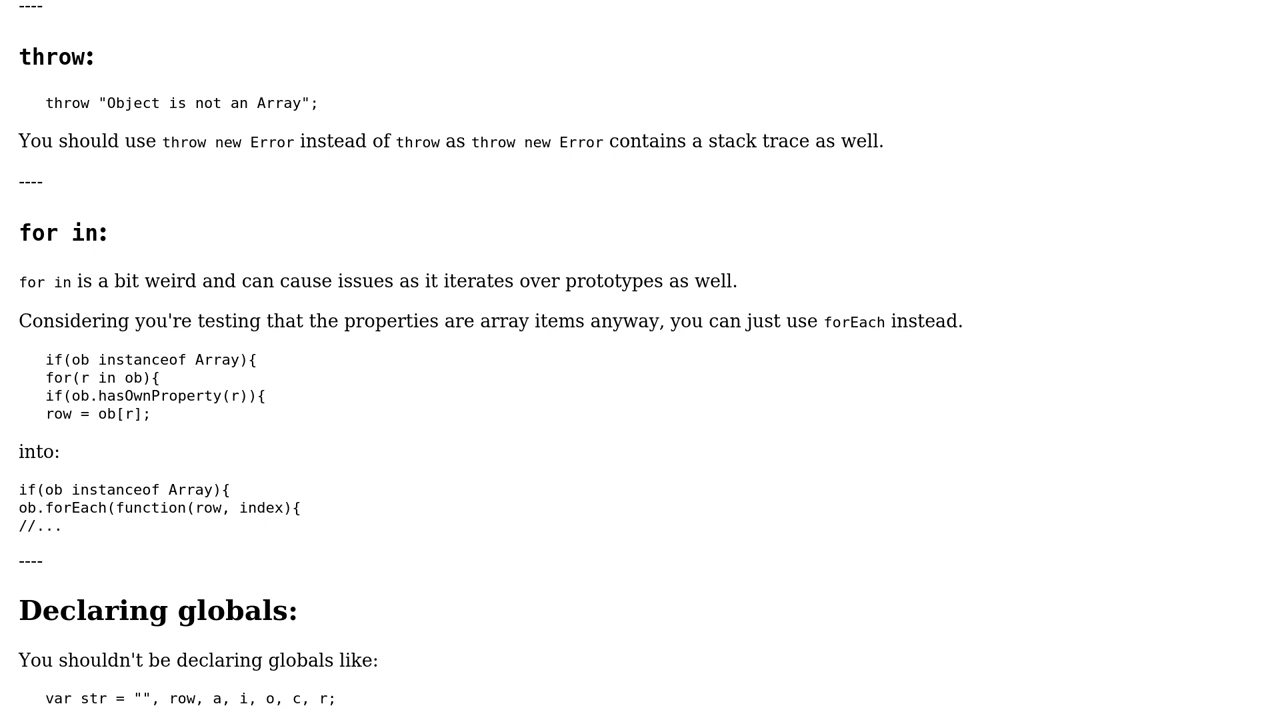 ----
throw:
throw "Object is not an Array";
You should use throw new Error instead of throw as throw new Error contains a stack trace as well.
----
for in:
for in is a bit weird and can cause issues as it iterates over prototypes as well.
Considering you're testing that the properties are array items anyway, you can just use forEach instead.
if(ob instanceof Array){
for(r in ob){
if(ob.hasOwnProperty(r)){
row = ob[r];
into:
if(ob instanceof Array){
ob.forEach(function(row, index){
//...
----
Declaring globals:
You shouldn't be declaring globals like:
var str = "", row, a, i, o, c, r;